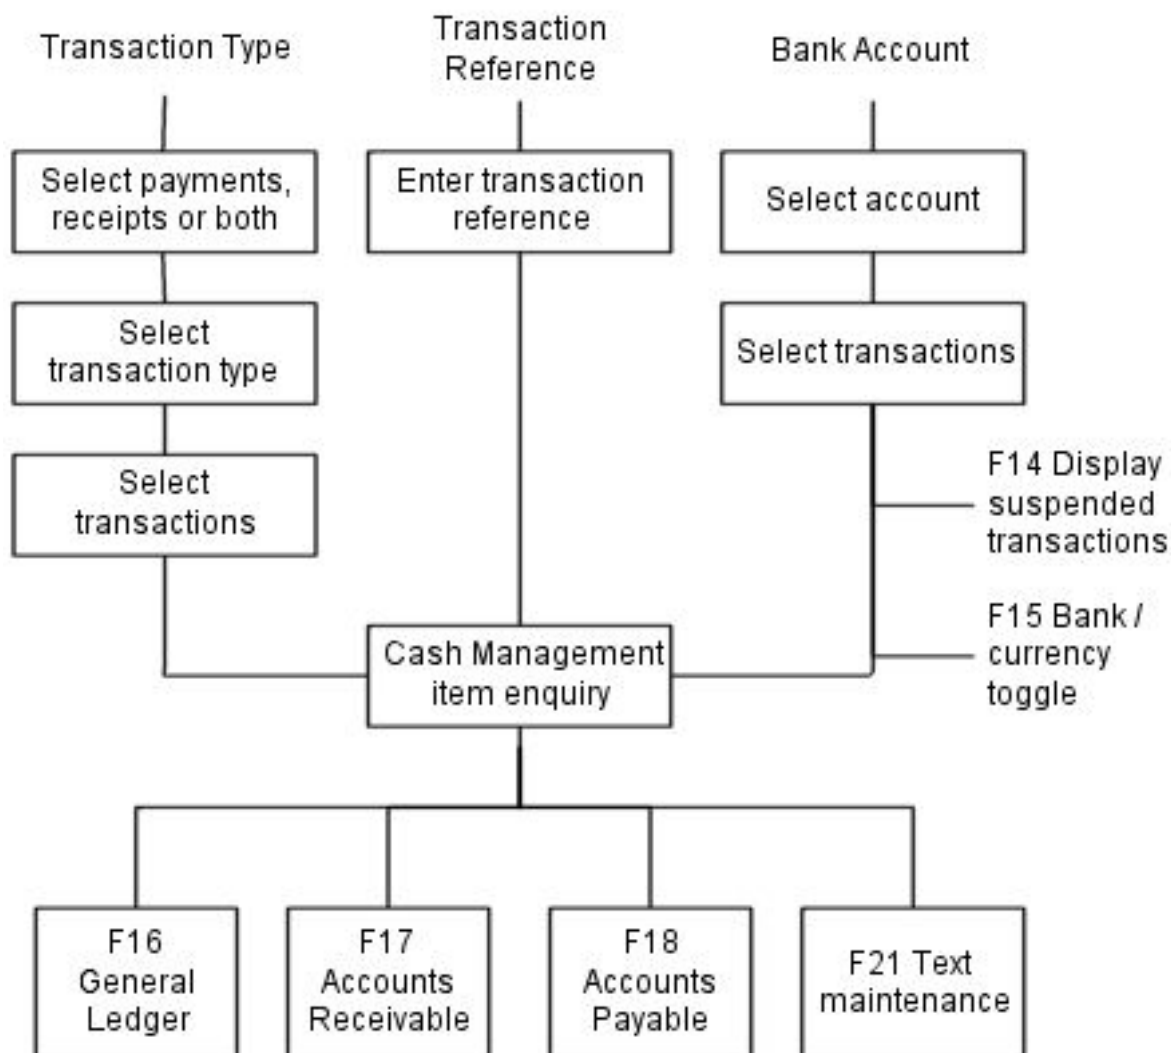 Transaction Type
Transaction
Reference
Bank Account
Select payments,
receipts or both
Enter transaction
reference
Select account
Select
transaction type
Select transactions
Select
transactions
F14 Display
suspended
transactions
F15 Bank /
currency
toggle
Cash Management
item enquiry
F16
General
Ledger
F17
Accounts
Receivable
F18
Accounts
Payable
F21 Text
maintenance